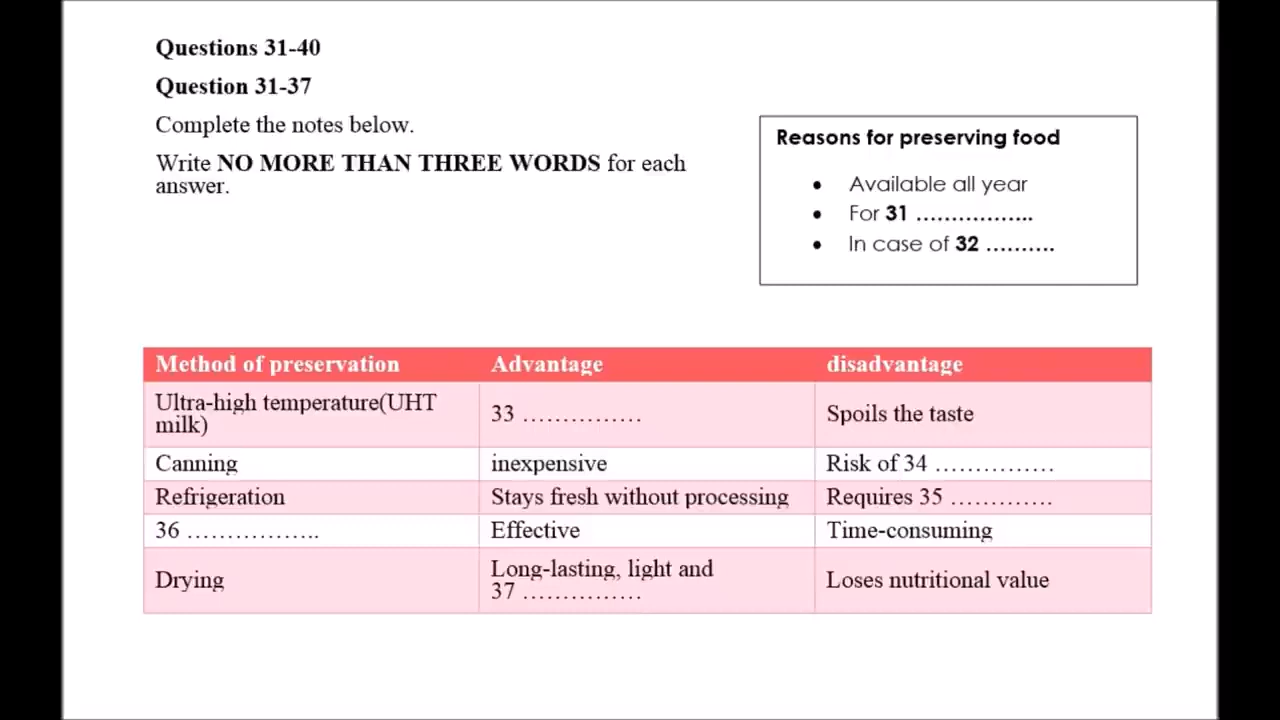 Questions 31-40
Question 31-37
Complete the notes below.
Write NO MORE THAN THREE WORDS for each
answer.
Reasons for preserving food
• Available all year
• For 31 ……………..
• In case of 32 ……….
Method of preservation Advantage disadvantage
Ultra-high temperature(UHT
milk) 33 …………… Spoils the taste
Canning inexpensive Risk of 34 ……………
Refrigeration Stays fresh without processing Requires 35 ………….
36 …………….. Effective Time-consuming
Drying Long-lasting, light and
37 …………… Loses nutritional value